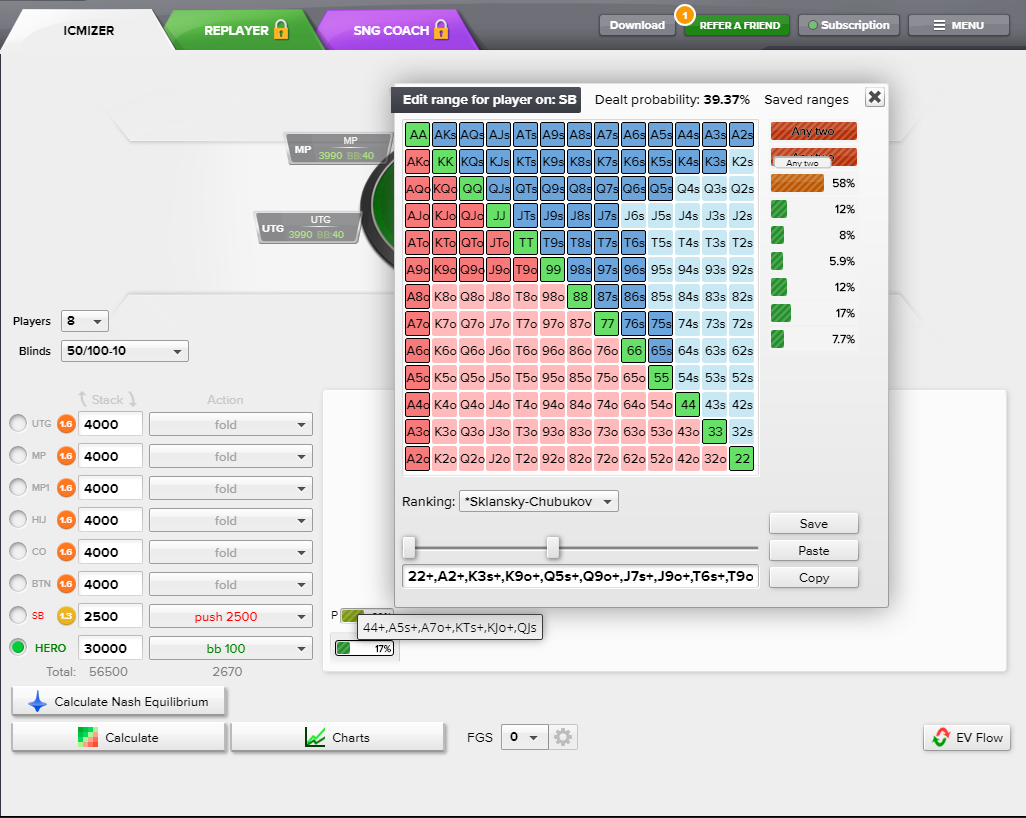 ICMIZER
REPLAYER
SNG COACH
Download
1
REFER A FRIEND
Subscription
MENU
MP
MP
3990 BB:40
UTG
UTG
3990 BB:40
Edit range for player on: SB
Dealt probability: 39.37%
Saved ranges
AA AKs AQs AJs ATs A9s A8s A7s A6s A5s A4s A3s A2s
AKo KK KQs KJs KTs K9s K8s K7s K6s K5s K4s K3s K2s
AQo KQo QQ QJs QTs Q9s Q8s Q7s Q6s Q5s Q4s Q3s Q2s
AJo KJo QJo JJ JTs J9s J8s J7s J6s J5s J4s J3s J2s
ATo KTo QTo JTo TT T9s T8s T7s T6s T5s T4s T3s T2s
A9o K9o Q9o J9o T9o 99 98s 97s 96s 95s 94s 93s 92s
A8o K8o Q8o J8o T8o 98o 88 87s 86s 85s 84s 83s 82s
A7o K7o Q7o J7o T7o 97o 87o 77 76s 75s 74s 73s 72s
A6o K6o Q6o J6o T6o 96o 86o 76o 66 65s 64s 63s 62s
A5o K5o Q5o J5o T5o 95o 85o 75o 65o 55 54s 53s 52s
A4o K4o Q4o J4o T4o 94o 84o 74o 64o 54o 44 43s 42s
A3o K3o Q3o J3o T3o 93o 83o 73o 63o 53o 43o 33 32s
A2o K2o Q2o J2o T2o 92o 82o 72o 62o 52o 42o 32o 22
Any two
Any two
Any two
58%
12%
8%
5.9%
12%
17%
7.7%
Ranking: *Sklansky-Chubukov
22+,A2+,K3s+,K9o+,Q5s+,Q9o+,J7s+,J9o+,T6s+,T9o
Save
Paste
Copy
Players 8
Blinds 50/100-10
Stack Action
UTG 1.6 4000 fold
MP 1.6 4000 fold
MP1 1.6 4000 fold
HIJ 1.6 4000 fold
CO 1.6 4000 fold
BTN 1.6 4000 fold
SB 1.3 2500 push 2500
HERO 30000 bb 100
Total: 56500 2670
P
44+,A5s+,A7o+,KTs+,KJo+,QJs
17%
Calculate Nash Equilibrium
Calculate
Charts
FGS 0
EV Flow